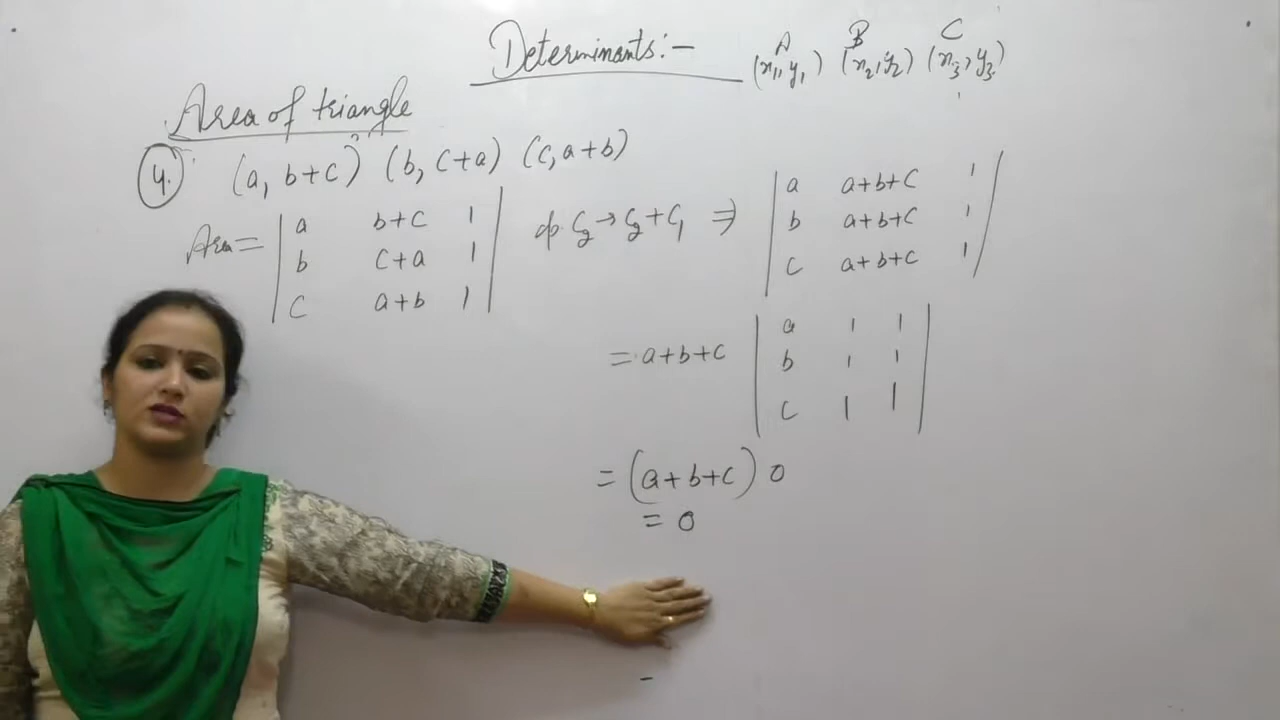 Determinants:-
A B C
(x₁, y₁) (x₂, y₂) (x₃, y₃)
Area of triangle
4. (a, b+c) (b, c+a) (c, a+b)
Area = | a b+c 1 | op. C₂→C₂+C₁ ⇒ | a a+b+c 1 |
| b c+a 1 | | b a+b+c 1 |
| c a+b 1 | | c a+b+c 1 |
= a+b+c | a 1 1 |
| b 1 1 |
| c 1 1 |
= (a+b+c) 0
= 0